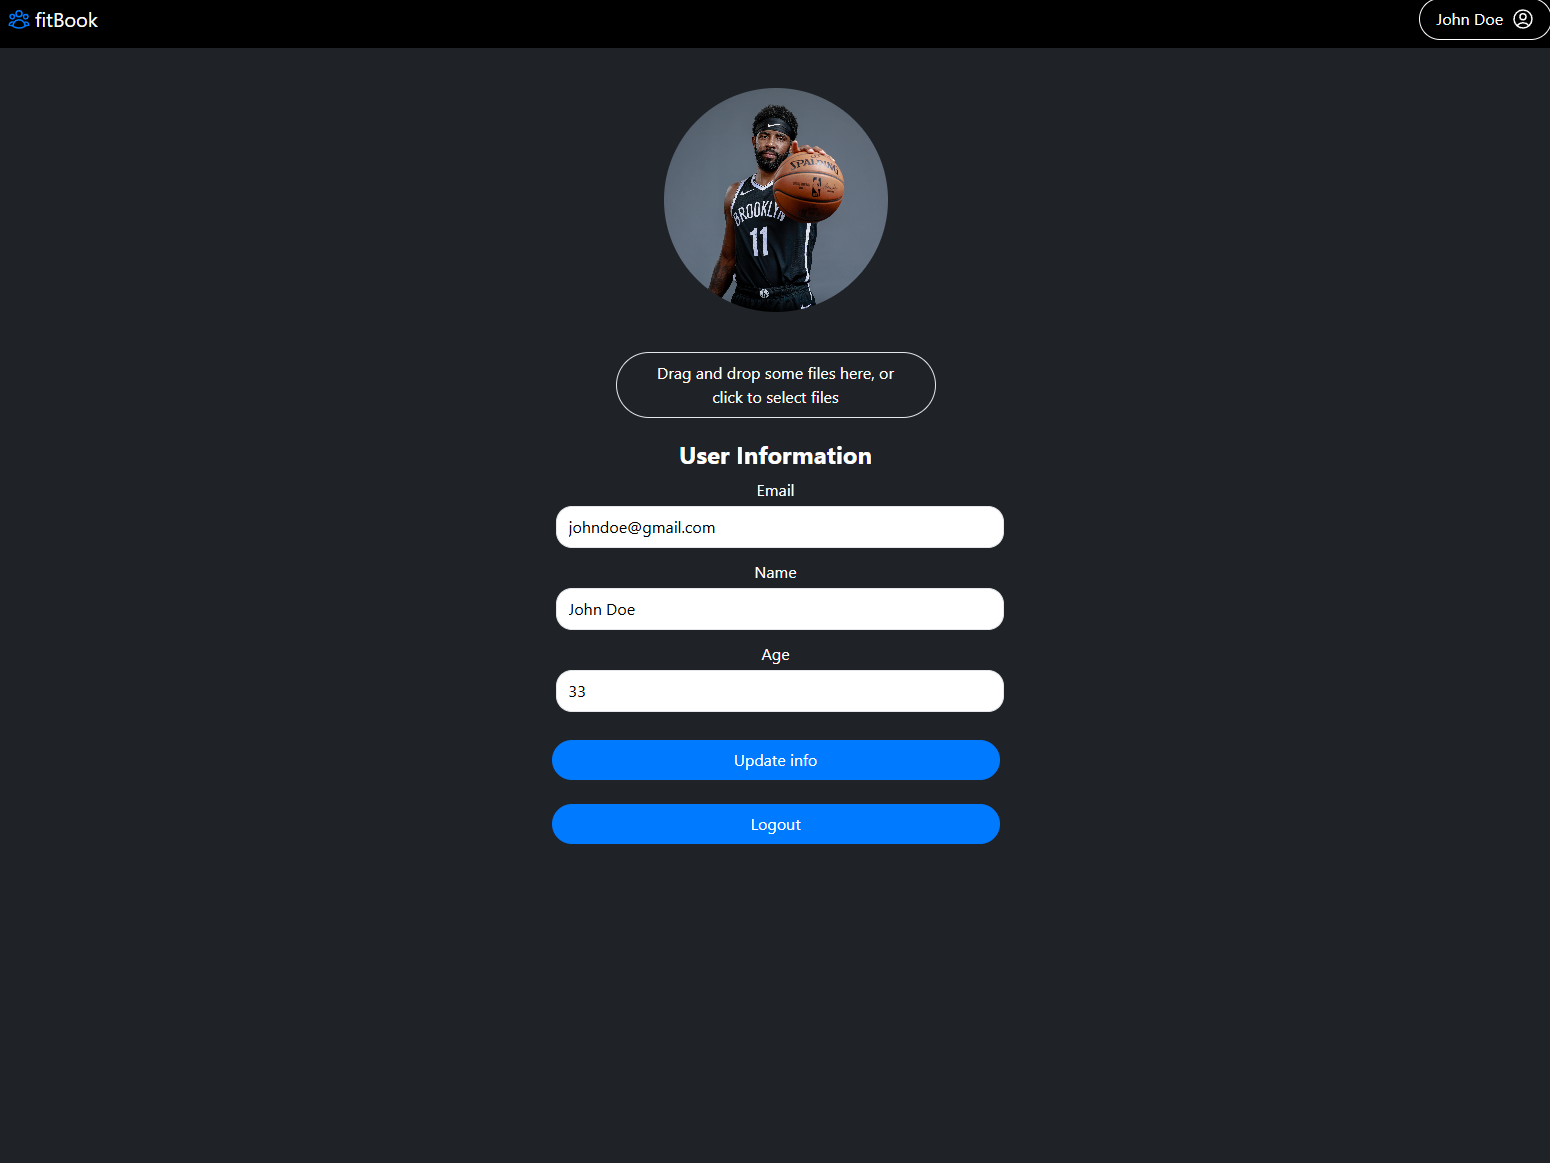 fitBook
John Doe
SPALDING
BROOKLYN
11
Drag and drop some files here, or
click to select files
User Information
Email
johndoe@gmail.com
Name
John Doe
Age
33
Update info
Logout